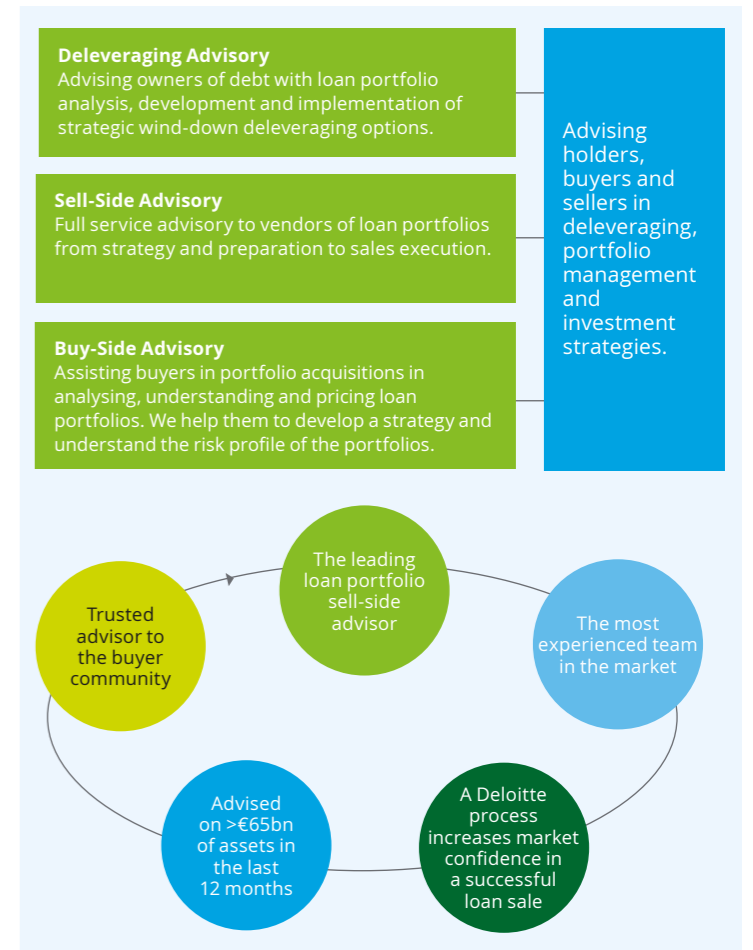 Deleveraging Advisory
Advising owners of debt with loan portfolio
analysis, development and implementation of
strategic wind-down deleveraging options.
Sell-Side Advisory
Full service advisory to vendors of loan portfolios
from strategy and preparation to sales execution.
Buy-Side Advisory
Assisting buyers in portfolio acquisitions in
analysing, understanding and pricing loan
portfolios. We help them to develop a strategy and
understand the risk profile of the portfolios.
Advising
holders,
buyers and
sellers in
deleveraging,
portfolio
management
and
investment
strategies.
The leading
loan portfolio
sell-side
advisor
The most
experienced team
in the market
A Deloitte
process
increases market
confidence in
a successful
loan sale
Advised
on >€65bn
of assets in
the last
12 months
Trusted
advisor to
the buyer
community